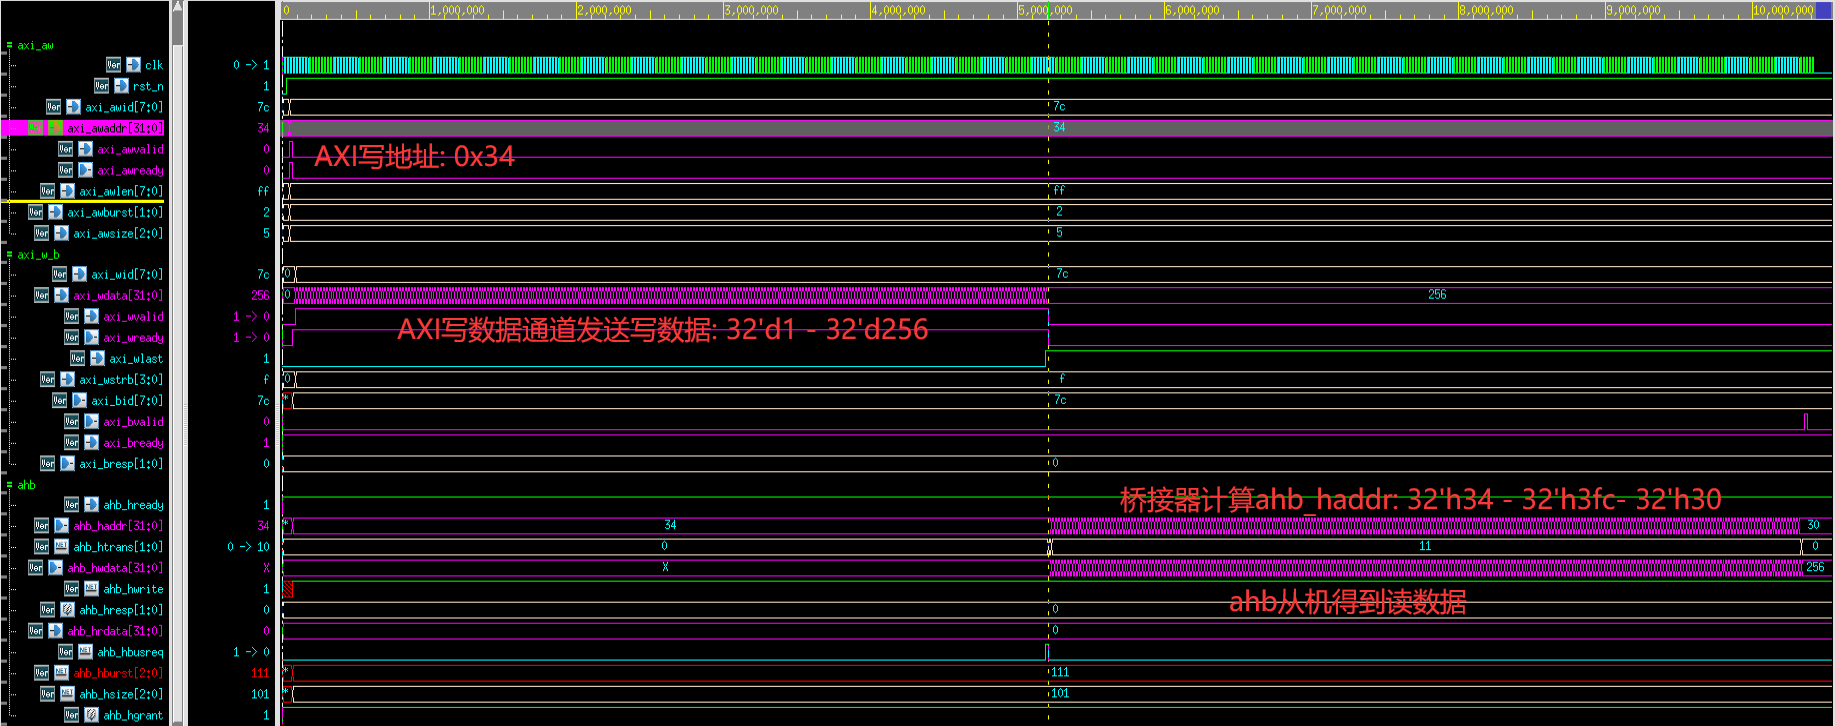 0 1,000,000 2,000,000 3,000,000 4,000,000 5,000,000 6,000,000 7,000,000 8,000,000 9,000,000 10,000,000
axi_aw
clk 0 -> 1
rst_n 1
axi_awid[7:0] 7c 7c
axi_awaddr[31:0] 34 34
axi_awvalid 0
AXI写地址: 0x34
axi_awready 0
axi_awlen[7:0] ff ff
axi_awburst[1:0] 2 2
axi_awsize[2:0] 5 5
axi_w_b
axi_wid[7:0] 7c 0 7c
axi_wdata[31:0] 256 0 256
axi_wvalid 1 -> 0
AXI写数据通道发送写数据: 32'd1 - 32'd256
axi_wready 1 -> 0
axi_wlast 1
axi_wstrb[3:0] f 0 f
axi_bid[7:0] 7c * 7c
axi_bvalid 0
axi_bready 1
axi_bresp[1:0] 0 0
ahb
桥接器计算ahb_haddr: 32'h34 - 32'h3fc- 32'h30
ahb_hready 1
ahb_haddr[31:0] 34 * 34 30
ahb_htrans[1:0] 0 -> 10 0 11 0
ahb_hwdata[31:0] X X 256
ahb_hwrite 1
ahb从机得到读数据
ahb_hresp[1:0] 0 0
ahb_hrdata[31:0] 0 0
ahb_hbusreq 1 -> 0
ahb_hburst[2:0] 111 * 111
ahb_hsize[2:0] 101 * 101
ahb_hgrant 1